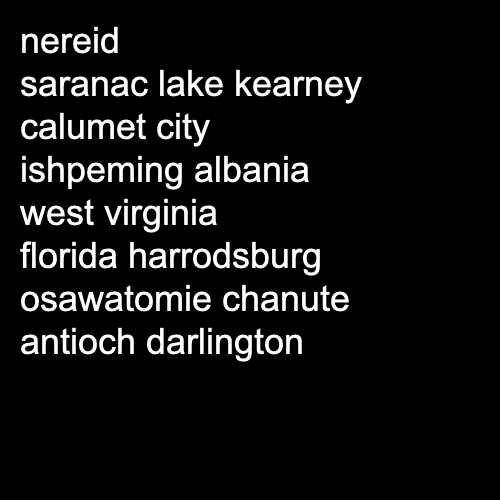 nereid
saranac lake kearney
calumet city
ishpeming albania
west virginia
florida harrodsburg
osawatomie chanute
antioch darlington